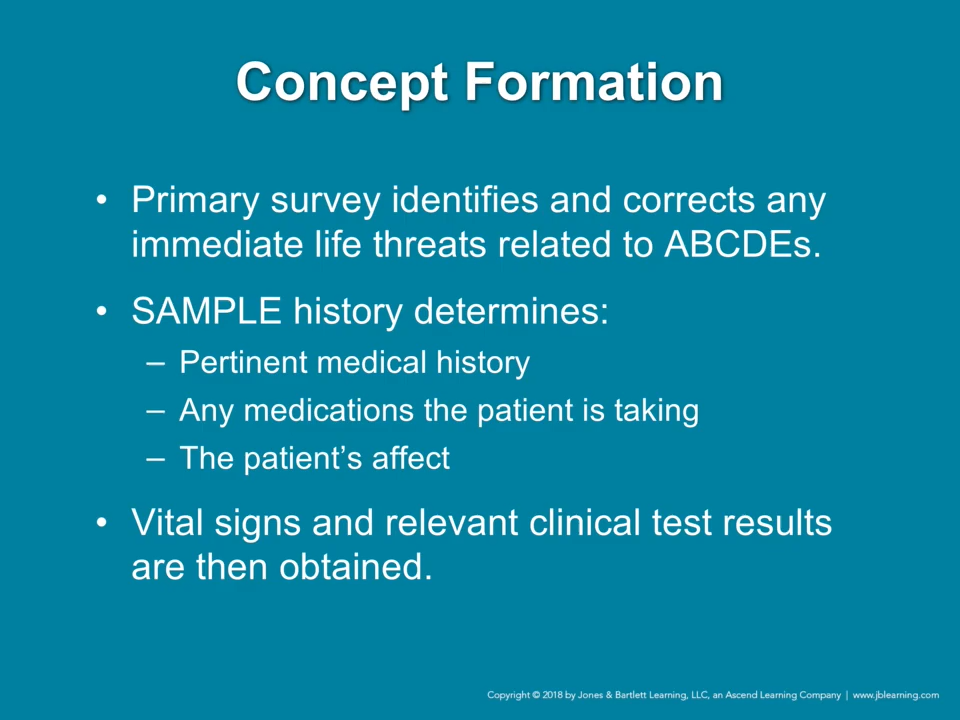 Concept Formation
• Primary survey identifies and corrects any
immediate life threats related to ABCDEs.
• SAMPLE history determines:
– Pertinent medical history
– Any medications the patient is taking
– The patient’s affect
• Vital signs and relevant clinical test results
are then obtained.
Copyright © 2018 by Jones & Bartlett Learning, LLC, an Ascend Learning Company | www.jblearning.com